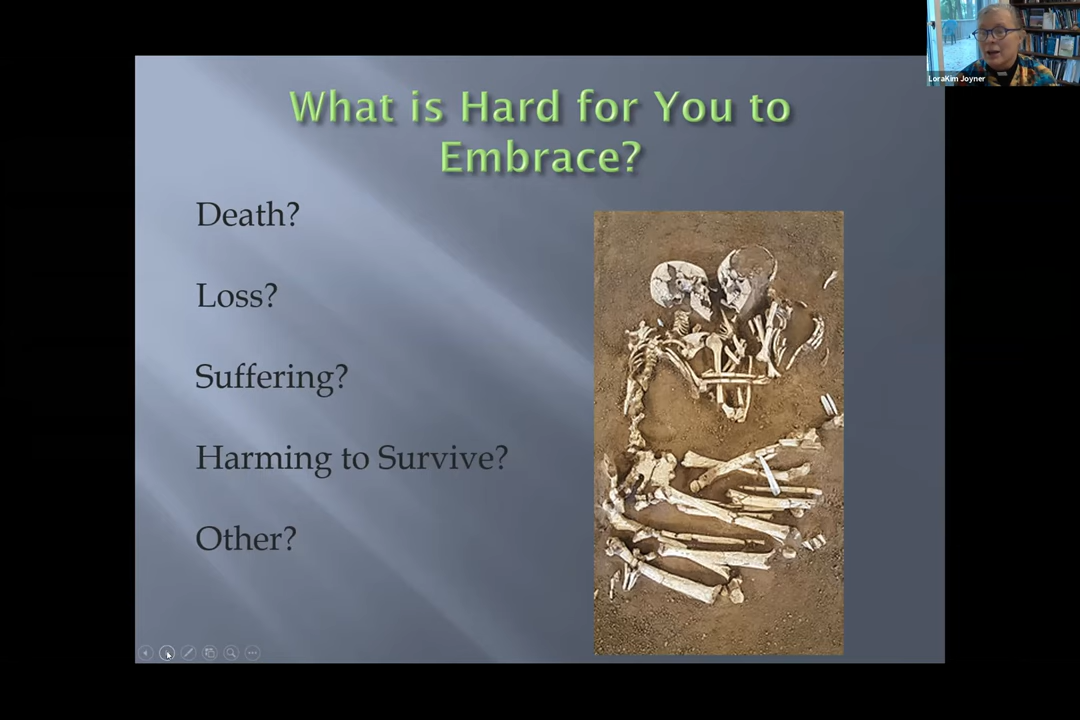 LoraKim Joyner
What is Hard for You to
Embrace?
Death?
Loss?
Suffering?
Harming to Survive?
Other?